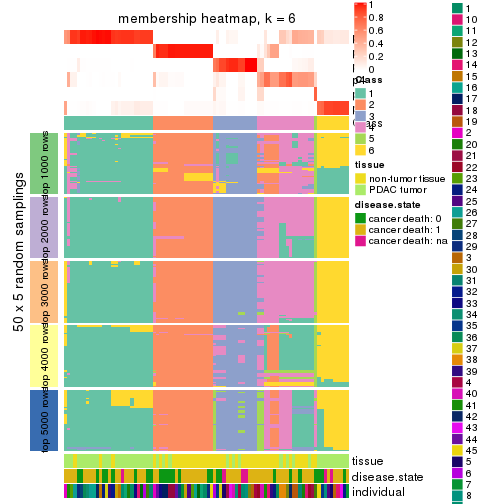 membership heatmap, k = 6
1
0.8
0.6
0.4
0.2
0
Class
Class
1
2
3
4
5
6
tissue
non-tumor tissue
PDAC tumor
disease.state
cancer death: 0
cancer death: 1
cancer death: na
50 x 5 random samplings
top 1000 rows
top 2000 rows
top 3000 rows
top 4000 rows
top 5000 rows
tissue
disease.state
individual
1
10
11
12
13
14
15
16
17
18
19
2
20
21
22
23
24
25
26
27
28
29
3
30
31
32
33
34
35
36
37
38
39
4
40
41
42
43
44
45
5
6
7
8